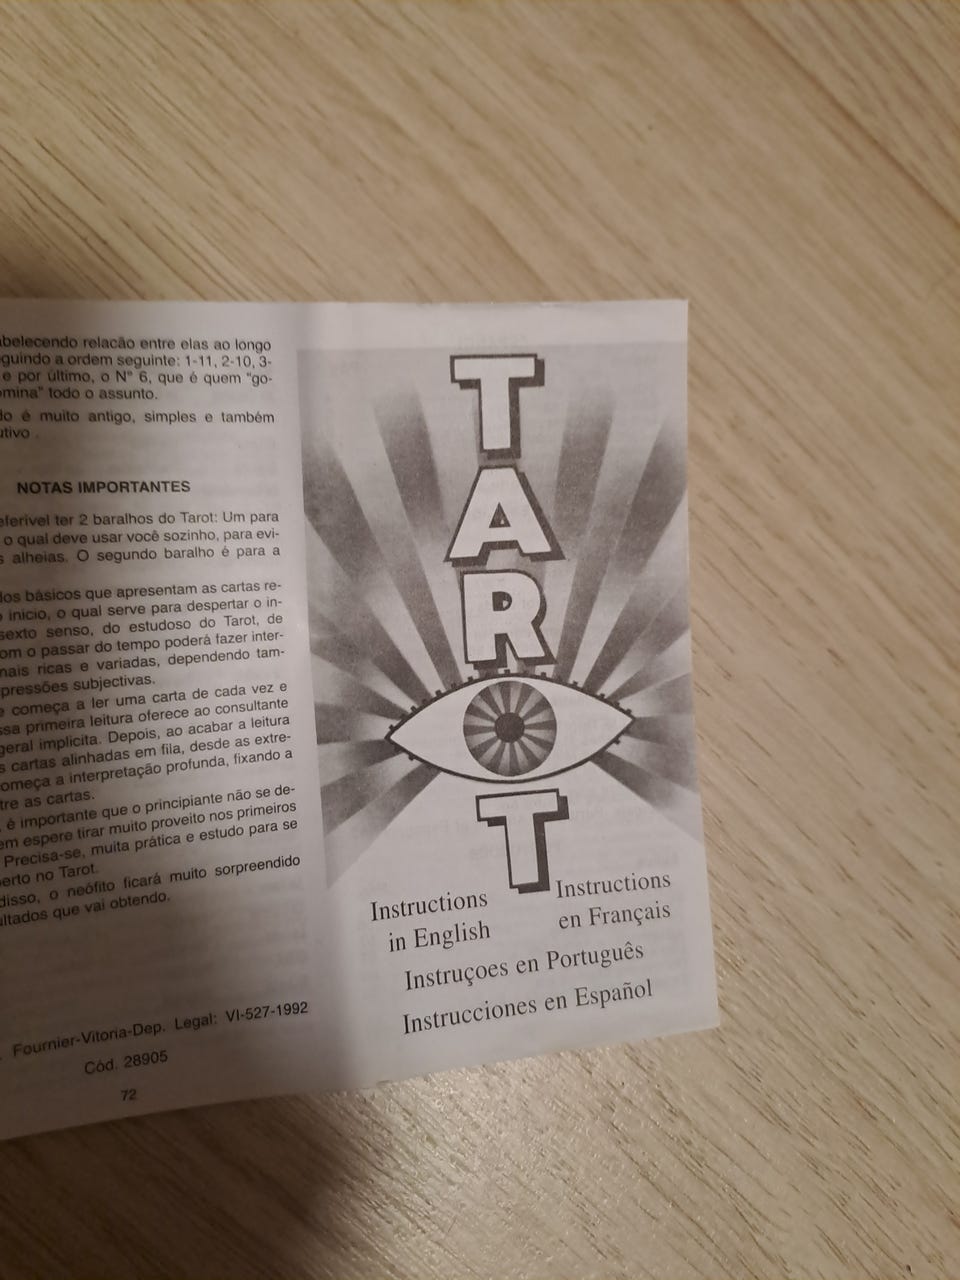 abelecendo relacão entre elas ao longo
guindo a ordem seguinte: 1-11, 2-10, 3-
e por último, o Nº 6, que é quem "go-
omina" todo o assunto.
do é muito antigo, simples e também
utivo .
NOTAS IMPORTANTES
eferivel ter 2 baralhos do Tarot: Um para
o qual deve usar você sozinho, para evi-
s alheias. O segundo baralho é para a
dos básicos que apresentam as cartas re-
o inicio, o qual serve para despertar o in-
sexto senso, do estudoso do Tarot, de
om o passar do tempo poderá fazer inter-
mais ricas e variadas, dependendo tam-
pressões subjectivas.
e começa a ler uma carta de cada vez e
ssa primeira leitura oferece ao consultante
geral implicita. Depois, ao acabar a leitura
s cartas alinhadas em fila, desde as extre-
omeça a interpretação profunda, fixando a
tre as cartas.
, é importante que o principiante não se de-
em espere tirar muito proveito nos primeiros
Precisa-se, muita prática e estudo para se
erto no Tarot.
disso, o neófito ficará muito sorpreendido
ultados que vai obtendo.
. Fournier-Vitoria-Dep. Legal: VI-527-1992
Cód. 28905
72
TAROT
Instructions
in English
Instructions
en Français
Instruçoes en Português
Instrucciones en Español